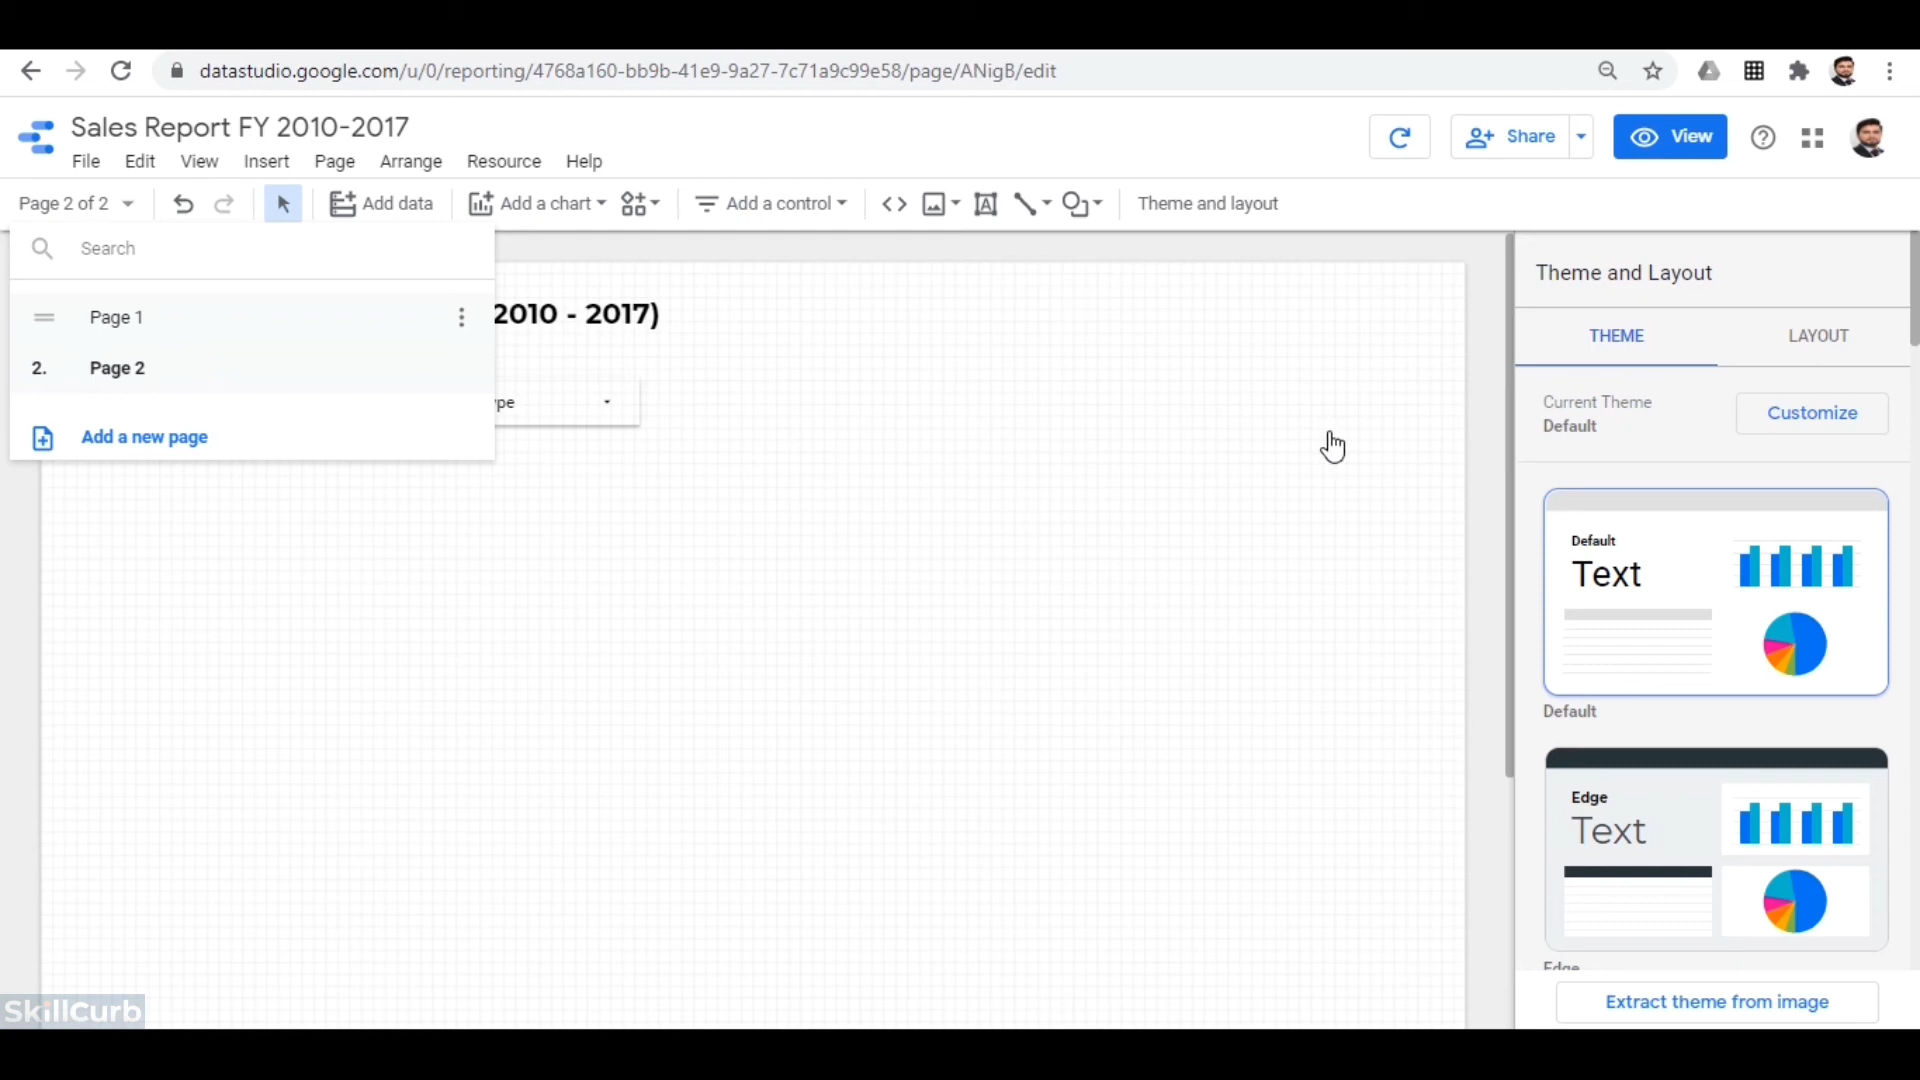 datastudio.google.com/u/0/reporting/4768a160-bb9b-41e9-9a27-7c71a9c99e58/page/ANigB/edit
Sales Report FY 2010-2017
File Edit View Insert Page Arrange Resource Help
Share
View
Page 2 of 2
Add data
Add a chart
Add a control
Theme and layout
Search
Page 1
2. Page 2
Add a new page
2010 - 2017)
ype
Theme and Layout
THEME LAYOUT
Current Theme
Default
Customize
Default
Text
Default
Edge
Text
Edge
Extract theme from image
SkillCurb